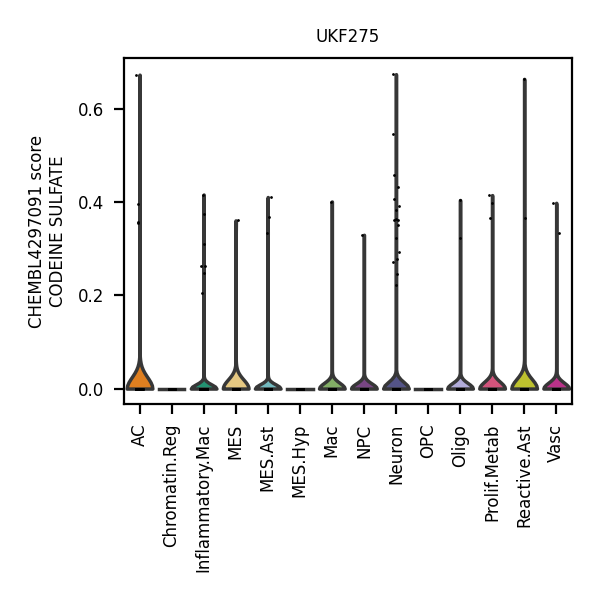 UKF275
CHEMBL4297091 score
CODEINE SULFATE
0.6
0.4
0.2
0.0
AC
Chromatin.Reg
Inflammatory.Mac
MES
MES.Ast
MES.Hyp
Mac
NPC
Neuron
OPC
Oligo
Prolif.Metab
Reactive.Ast
Vasc